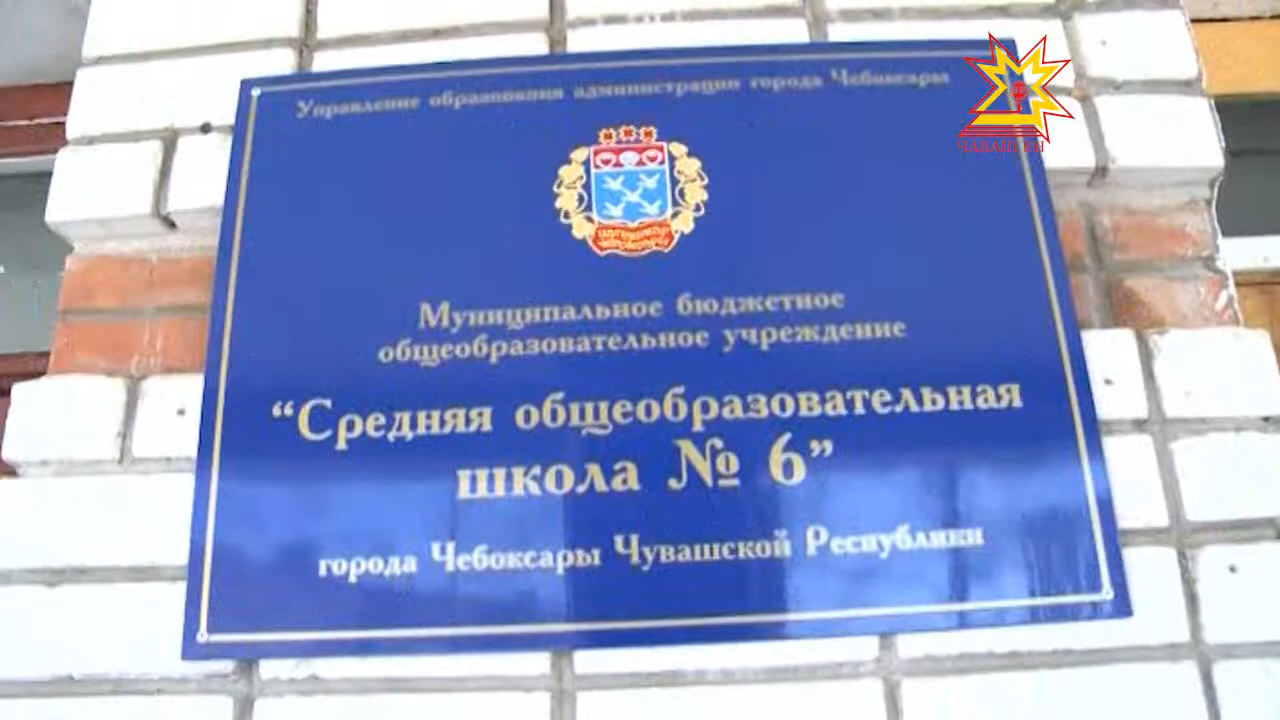 Управление образования администрации города Чебоксары
Муниципальное бюджетное
общеобразовательное учреждение
“Средняя общеобразовательная
школа № 6”
города Чебоксары Чувашской Республики